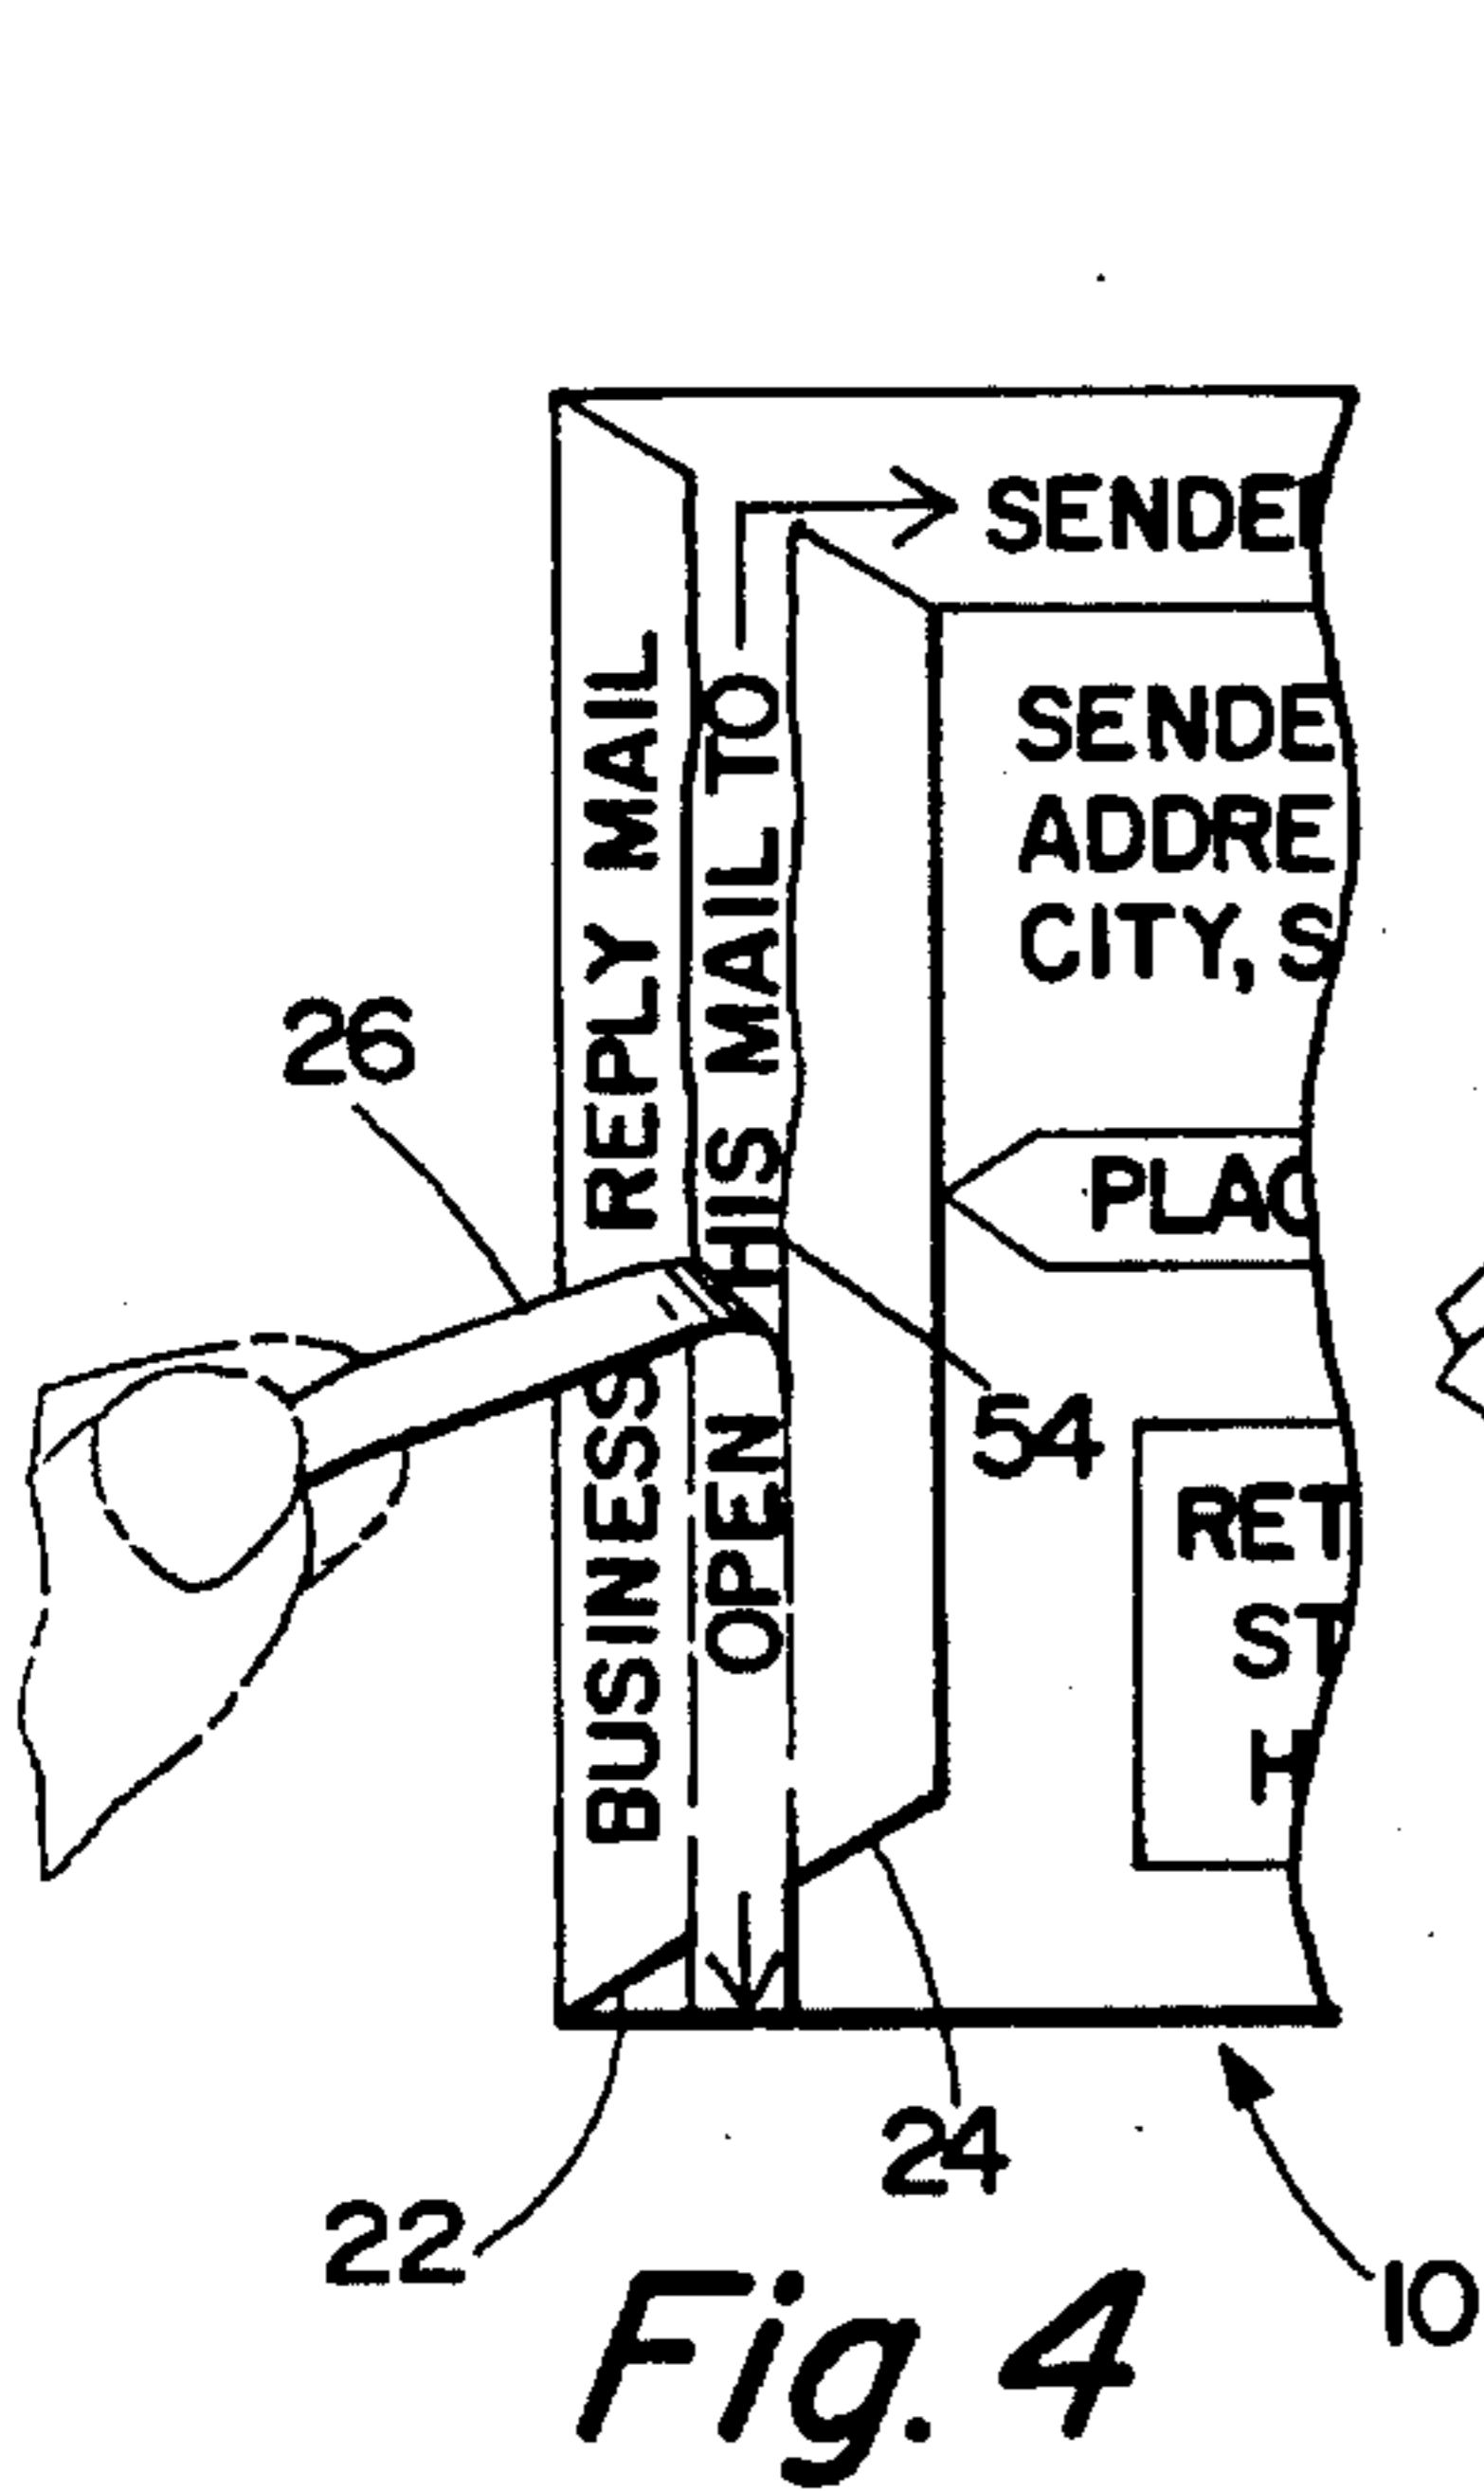 SENDE
SENDE
ADDRE
CITY, S
PLAC
RET
ST
H
BUSINESS REPLY MAIL
OPEN HIS MAIL TO
26
54
24
22
10
Fig. 4